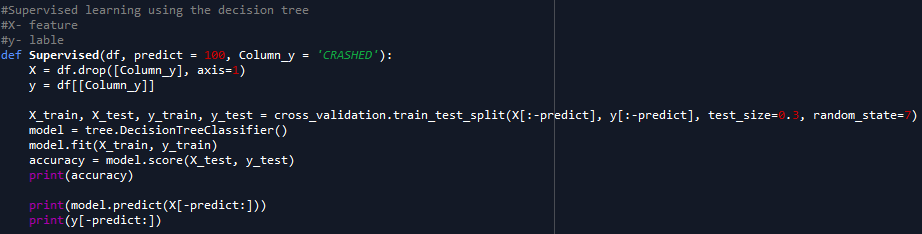 #Supervised learning using the decision tree
#X- feature
#y- lable
def Supervised(df, predict = 100, Column_y = 'CRASHED'):
    X = df.drop([Column_y], axis=1)
    y = df[[Column_y]]

    X_train, X_test, y_train, y_test = cross_validation.train_test_split(X[:-predict], y[:-predict], test_size=0.3, random_state=7)
    model = tree.DecisionTreeClassifier()
    model.fit(X_train, y_train)
    accuracy = model.score(X_test, y_test)
    print(accuracy)

    print(model.predict(X[-predict:]))
    print(y[-predict:])